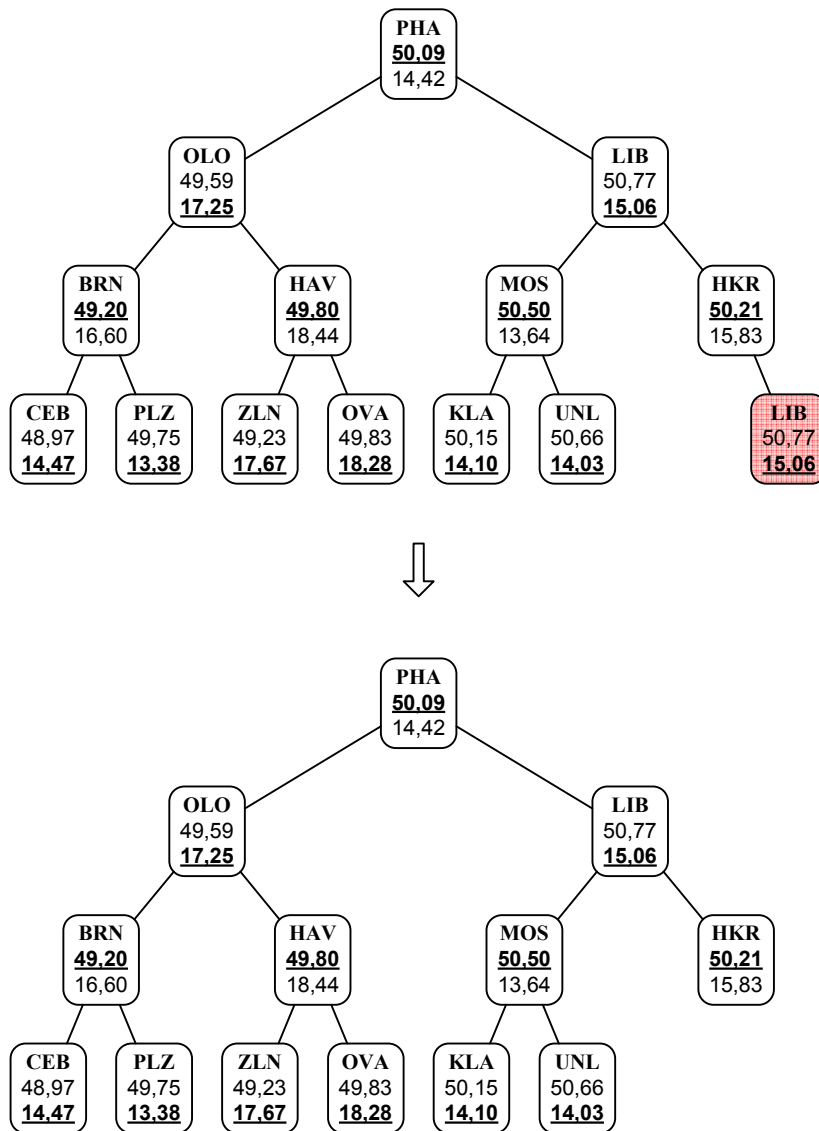 PHA
50,09
14,42
OLO
49,59
17,25
LIB
50,77
15,06
BRN
49,20
16,60
HAV
49,80
18,44
MOS
50,50
13,64
HKR
50,21
15,83
CEB
48,97
14,47
PLZ
49,75
13,38
ZLN
49,23
17,67
OVA
49,83
18,28
KLA
50,15
14,10
UNL
50,66
14,03
LIB
50,77
15,06
PHA
50,09
14,42
OLO
49,59
17,25
LIB
50,77
15,06
BRN
49,20
16,60
HAV
49,80
18,44
MOS
50,50
13,64
HKR
50,21
15,83
CEB
48,97
14,47
PLZ
49,75
13,38
ZLN
49,23
17,67
OVA
49,83
18,28
KLA
50,15
14,10
UNL
50,66
14,03